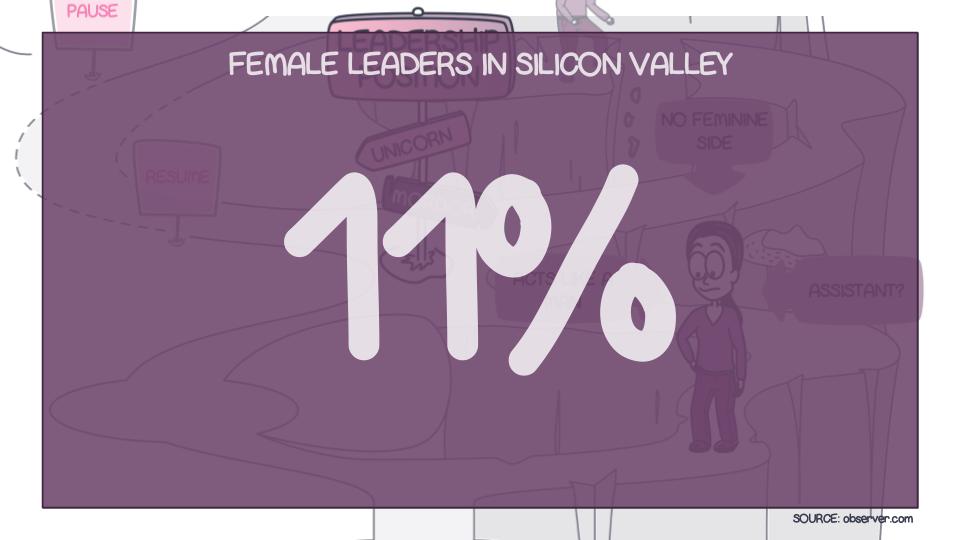 PAUSE
LEADERSHIP
POSITION
FEMALE LEADERS IN SILICON VALLEY
NO FEMININE
SIDE
UNICORN
RESUME
11%
ACTS LIKE A
ASSISTANT?
SOURCE: observer.com